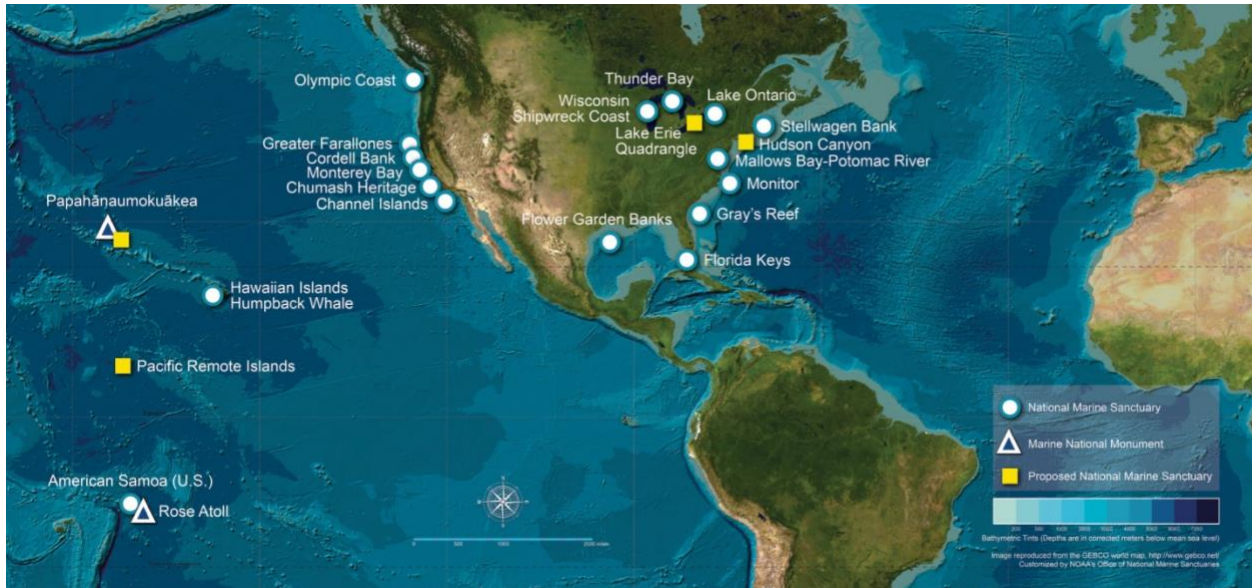 Olympic Coast
Thunder Bay
Wisconsin
Shipwreck Coast
Lake Ontario
Lake Erie
Quadrangle
Stellwagen Bank
Hudson Canyon
Mallows Bay-Potomac River
Monitor
Greater Farallones
Cordell Bank
Monterey Bay
Chumash Heritage
Channel Islands
Papahānaumokuākea
Flower Garden Banks
Gray's Reef
Florida Keys
Hawaiian Islands
Humpback Whale
Pacific Remote Islands
American Samoa (U.S.)
Rose Atoll
National Marine Sanctuary
Marine National Monument
Proposed National Marine Sanctuary
Bathymetric Tints (Depths are in corrected meters below mean sea level)
Image reproduced from the GEBCO world map, http://www.gebco.net/
Customized by NOAA's Office of National Marine Sanctuaries